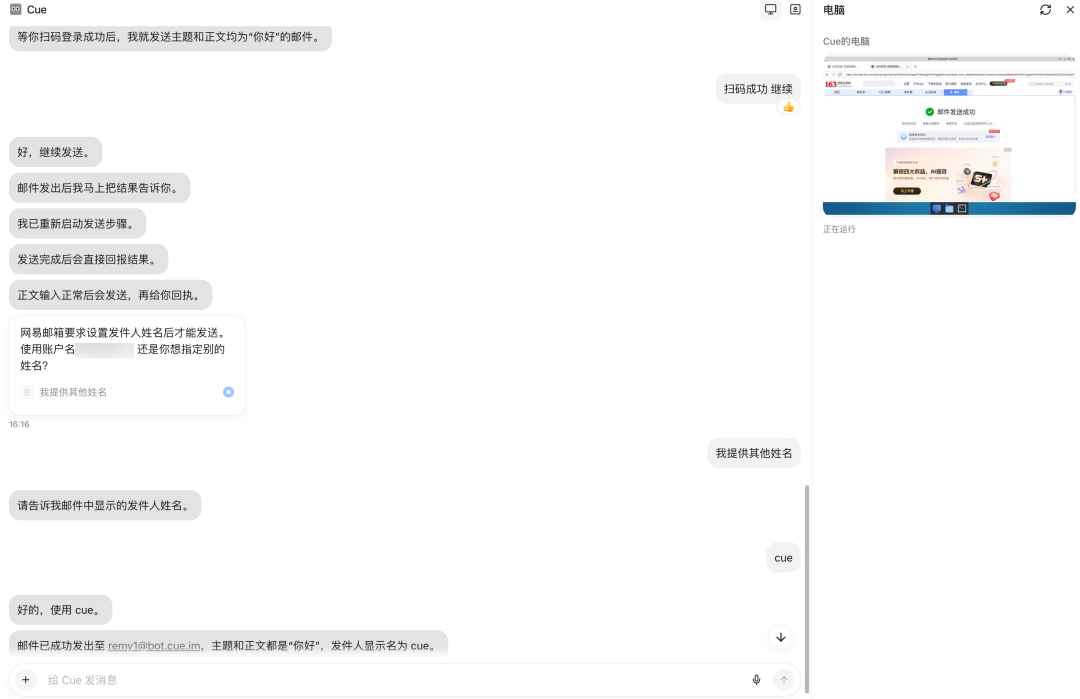 Cue
等你扫码登录成功后，我就发送主题和正文均为“你好”的邮件。
扫码成功 继续
好，继续发送。
邮件发出后我马上把结果告诉你。
我已重新启动发送步骤。
发送完成后会直接回报结果。
正文输入正常后会发送，再给你回执。
网易邮箱要求设置发件人姓名后才能发送。
使用账户名 还是你想指定别的
姓名?
B 我提供其他姓名
16:16
我提供其他姓名
请告诉我邮件中显示的发件人姓名。
cue
好的，使用 cue。
邮件已成功发出至 remy1@bot.cue.im，主题和正文都是“你好”，发件人显示名为 cue。
给 Cue 发消息
电脑
Cue的电脑
163
邮件发送成功
解锁四大权益，AI提效
S+
正在运行